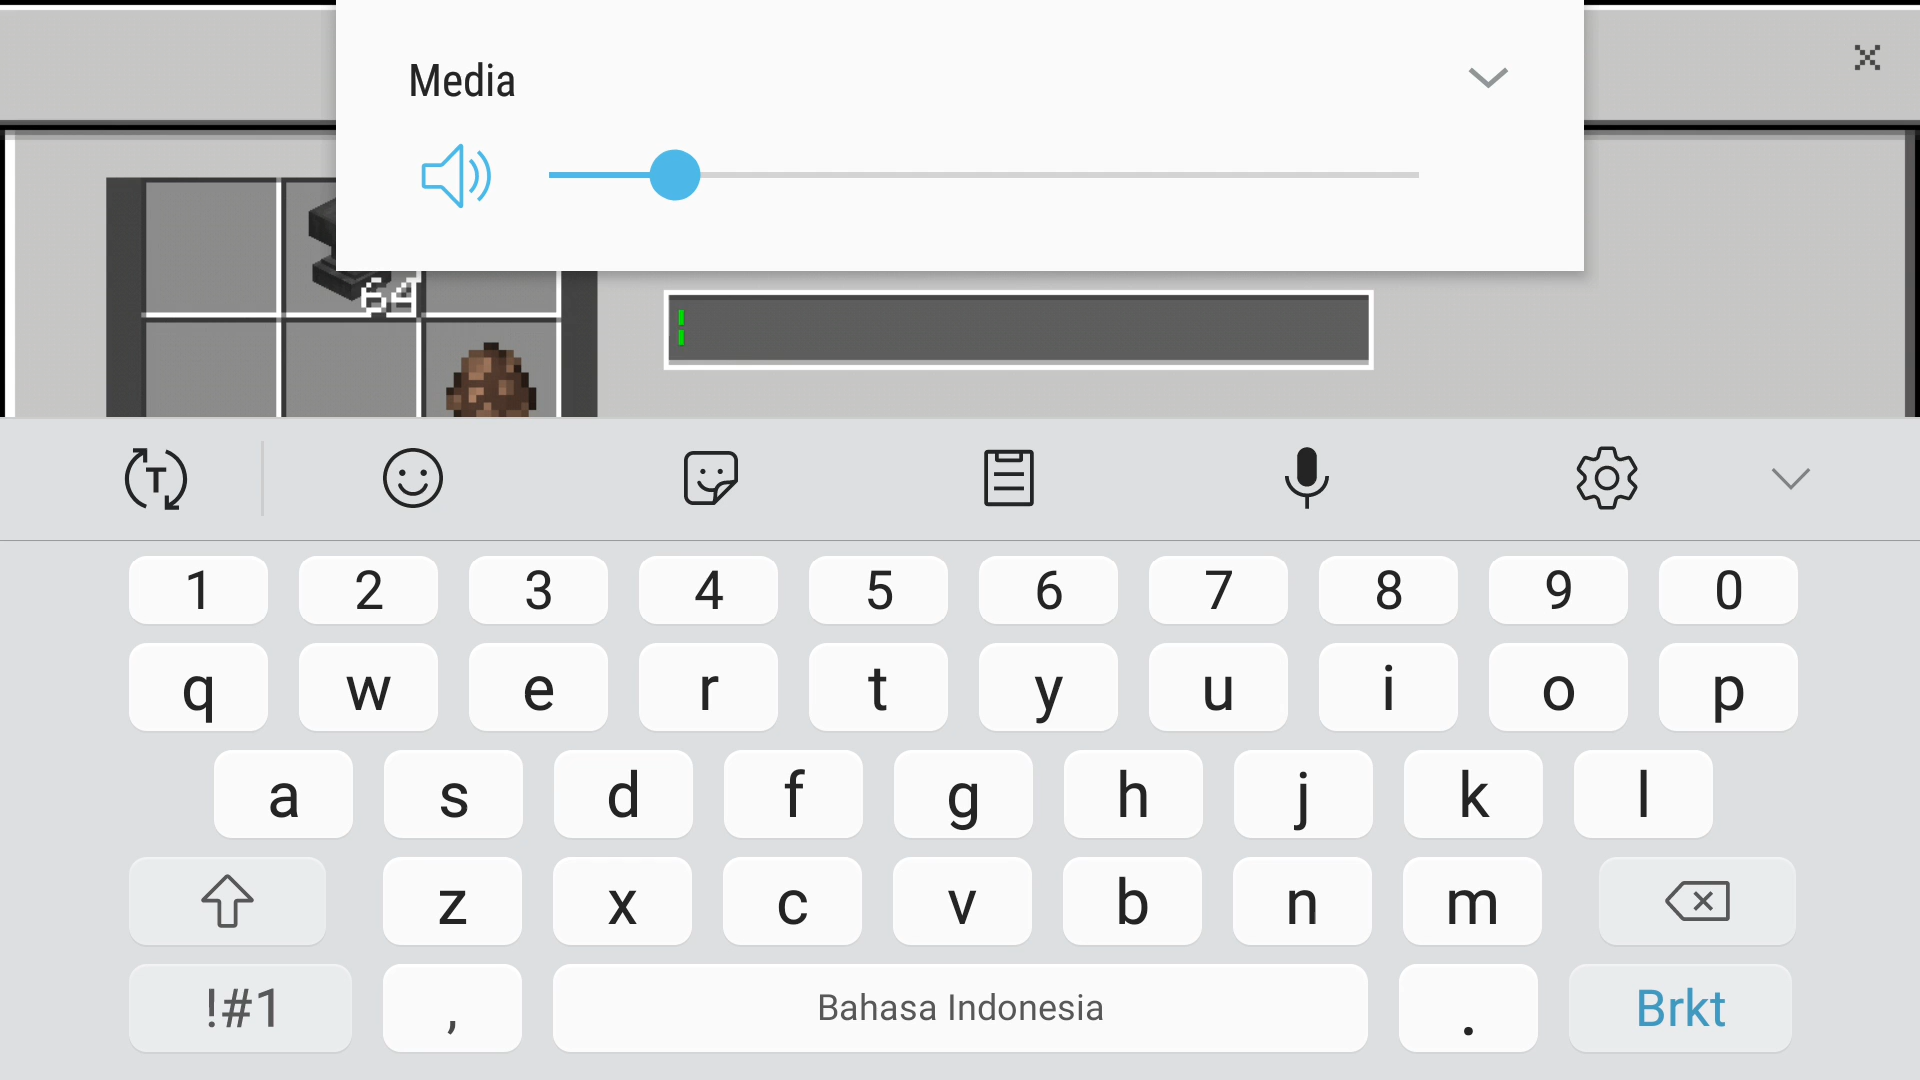 Media
64
1 2 3 4 5 6 7 8 9 0
q w e r t y u i o p
a s d f g h j k l
z x c v b n m
!#1 , Bahasa Indonesia . Brkt